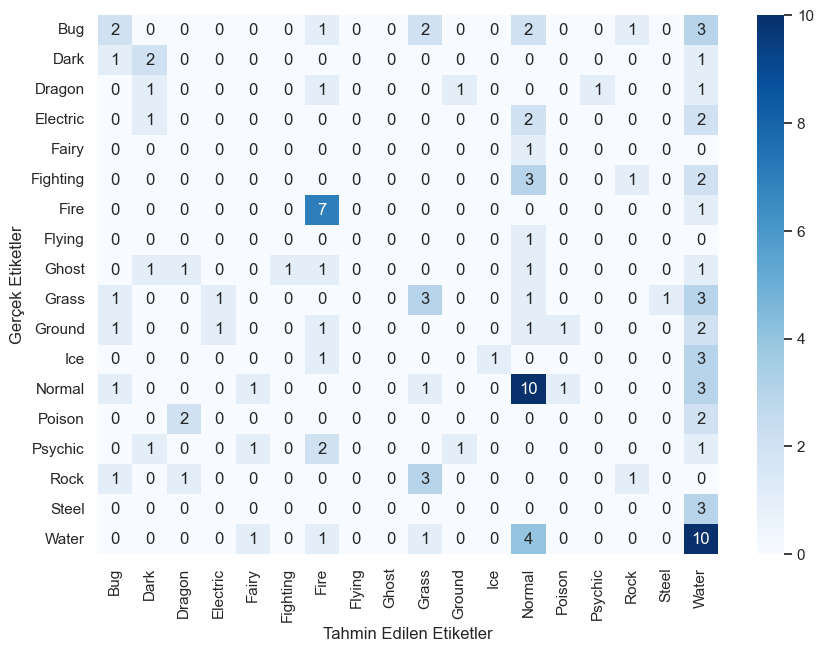 Bug 2 0 0 0 0 0 1 0 0 2 0 0 2 0 0 1 0 3
Dark 1 2 0 0 0 0 0 0 0 0 0 0 0 0 0 0 0 1
Dragon 0 1 0 0 0 0 1 0 0 0 1 0 0 0 1 0 0 1
Electric 0 1 0 0 0 0 0 0 0 0 0 0 2 0 0 0 0 2
Fairy 0 0 0 0 0 0 0 0 0 0 0 0 1 0 0 0 0 0
Fighting 0 0 0 0 0 0 0 0 0 0 0 0 3 0 0 1 0 2
Fire 0 0 0 0 0 0 7 0 0 0 0 0 0 0 0 0 0 1
Flying 0 0 0 0 0 0 0 0 0 0 0 0 1 0 0 0 0 0
Ghost 0 1 1 0 0 1 1 0 0 0 0 0 1 0 0 0 0 1
Grass 1 0 0 1 0 0 0 0 0 3 0 0 1 0 0 0 1 3
Ground 1 0 0 1 0 0 1 0 0 0 0 0 1 1 0 0 0 2
Ice 0 0 0 0 0 0 1 0 0 0 0 1 0 0 0 0 0 3
Normal 1 0 0 0 1 0 0 0 0 1 0 0 10 1 0 0 0 3
Poison 0 0 2 0 0 0 0 0 0 0 0 0 0 0 0 0 0 2
Psychic 0 1 0 0 1 0 2 0 0 0 1 0 0 0 0 0 0 1
Rock 1 0 1 0 0 0 0 0 0 3 0 0 0 0 0 1 0 0
Steel 0 0 0 0 0 0 0 0 0 0 0 0 0 0 0 0 0 3
Water 0 0 0 0 1 0 1 0 0 1 0 0 4 0 0 0 0 10
Gerçek Etiketler
Bug Dark Dragon Electric Fairy Fighting Fire Flying Ghost Grass Ground Ice Normal Poison Psychic Rock Steel Water
Tahmin Edilen Etiketler
10
8
6
4
2
0